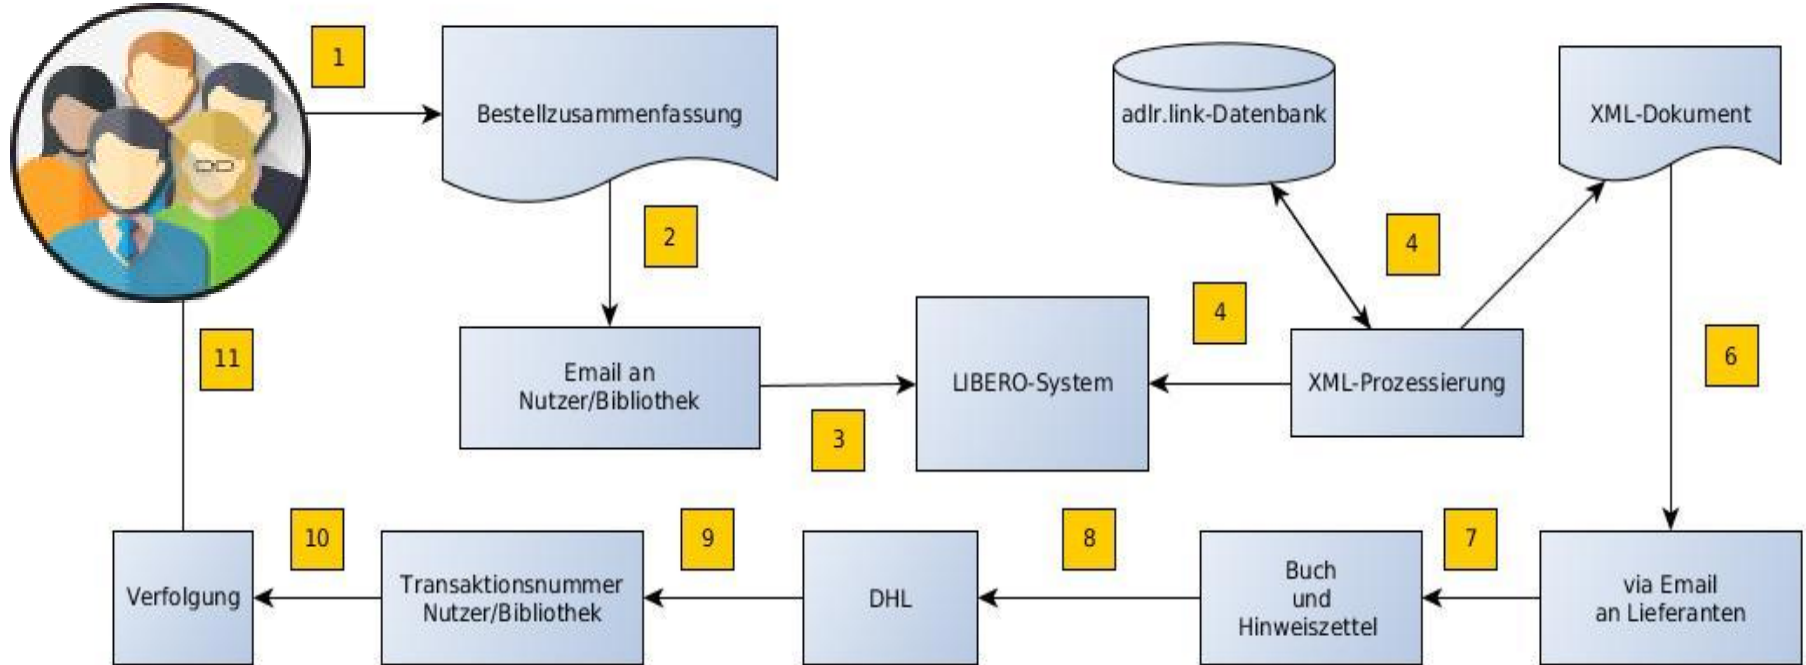 1
Bestellzusammenfassung
adlr.link-Datenbank
XML-Dokument
2
4
4
11
Email an
Nutzer/Bibliothek
LIBERO-System
XML-Prozessierung
6
3
10
9
8
7
Verfolgung
Transaktionsnummer
Nutzer/Bibliothek
DHL
Buch
und
Hinweiszettel
via Email
an Lieferanten